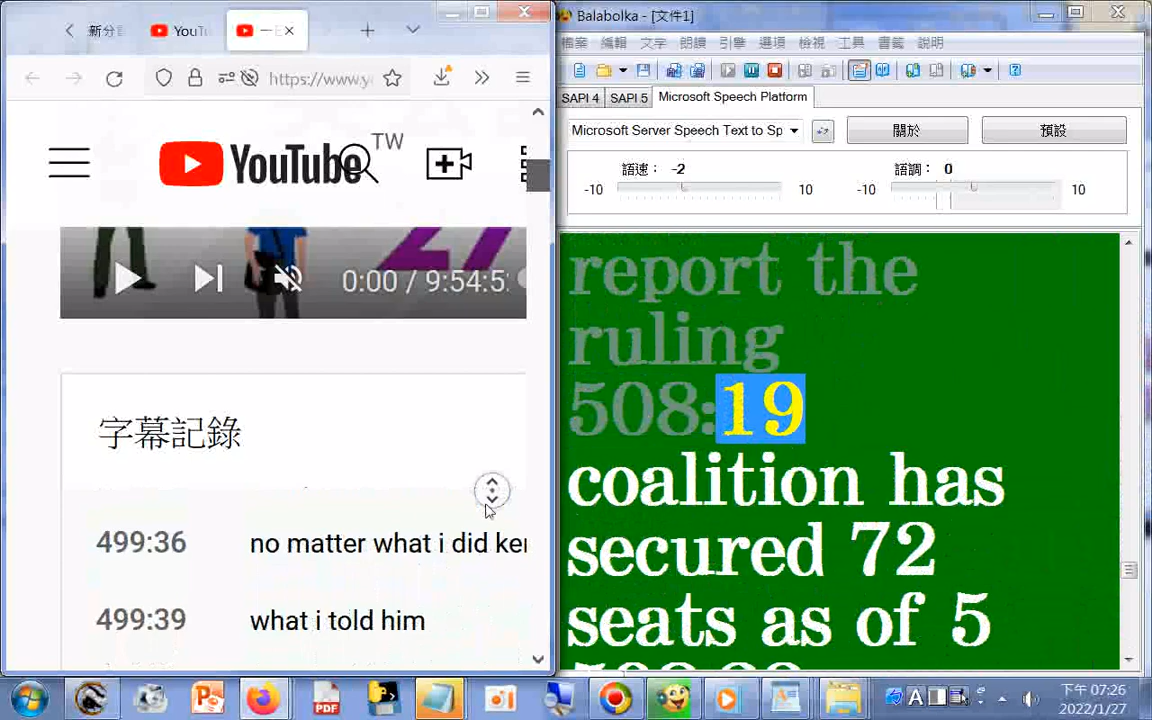 新分
YouTu
一 E
https://www.y
YouTube
TW
27
0:00 / 9:54:5
字幕記錄
499:36
no matter what i did ke
499:39
what i told him
Balabolka - [文件1]
檔案 編輯 文字 朗讀 引擎 選項 檢視 工具 書籤 說明
SAPI 4 SAPI 5 Microsoft Speech Platform
Microsoft Server Speech Text to Sp
關於
預設
語速： -2
語調： 0
-10 10
-10 10
report the
ruling
508:19
coalition has
secured 72
seats as of 5
PDF
A
下午 07:26
2022/1/27